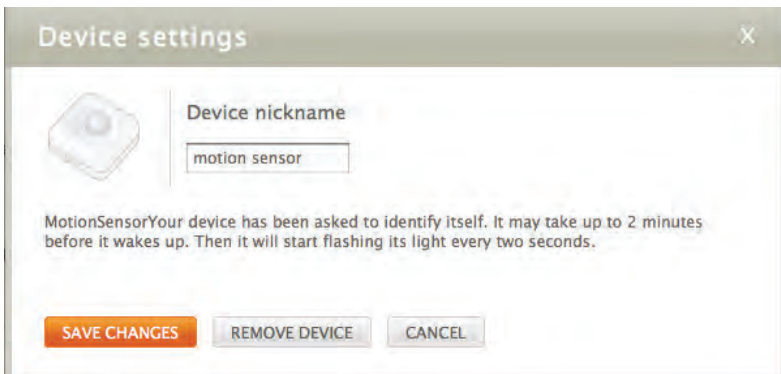 Device settings
X
Device nickname
motion sensor
MotionSensorYour device has been asked to identify itself. It may take up to 2 minutes
before it wakes up. Then it will start flashing its light every two seconds.
SAVE CHANGES
REMOVE DEVICE
CANCEL